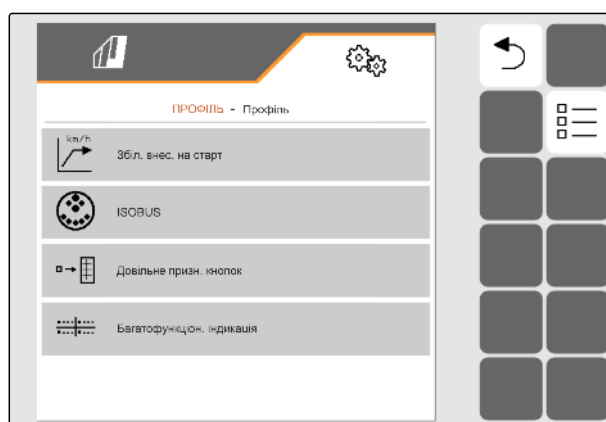 ПРОФІЛЬ - Профіль
km/h
Збіл. внес. на старт
ISOBUS
Довільне призн. кнопок
Багатофункціон. індикація